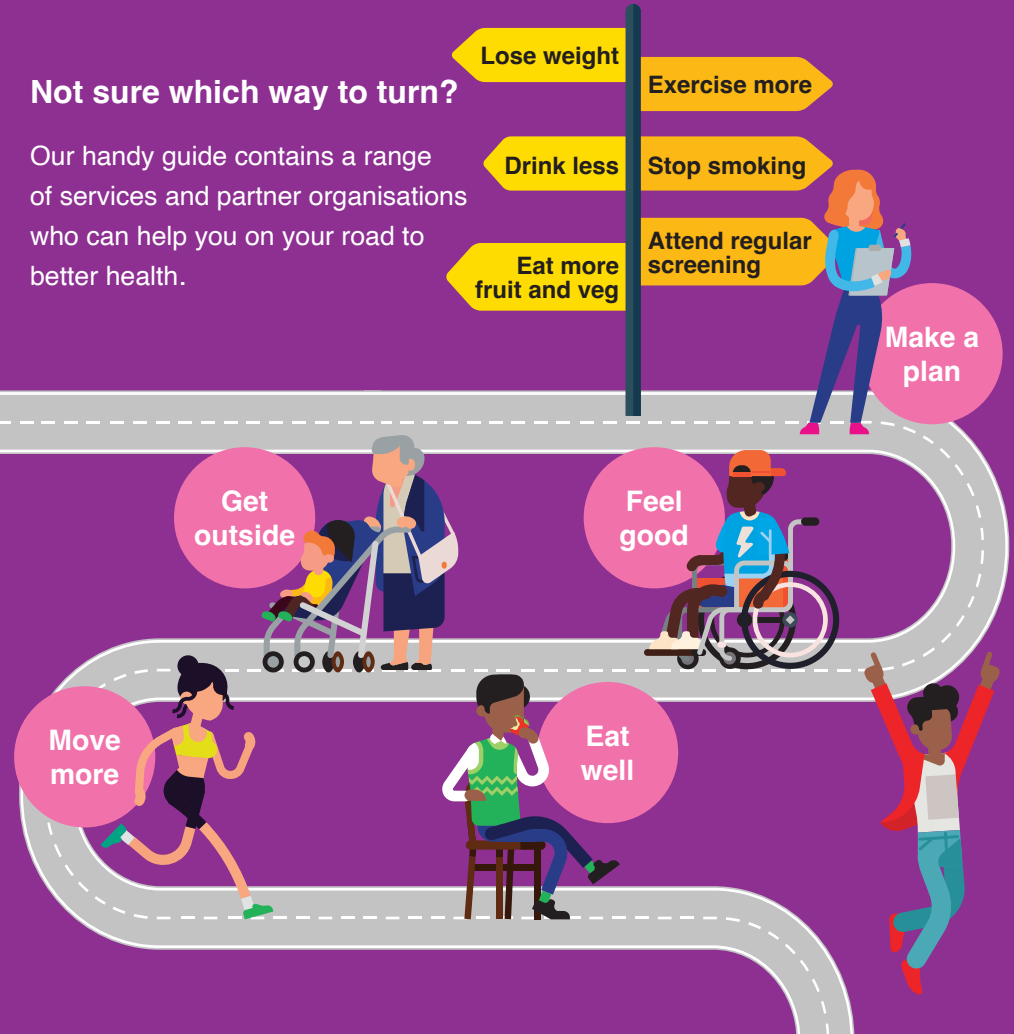 Not sure which way to turn?
Our handy guide contains a range
of services and partner organisations
who can help you on your road to
better health.
Lose weight
Exercise more
Drink less
Stop smoking
Attend regular
screening
Eat more
fruit and veg
Make a
plan
Get
outside
Feel
good
Move
more
Eat
well